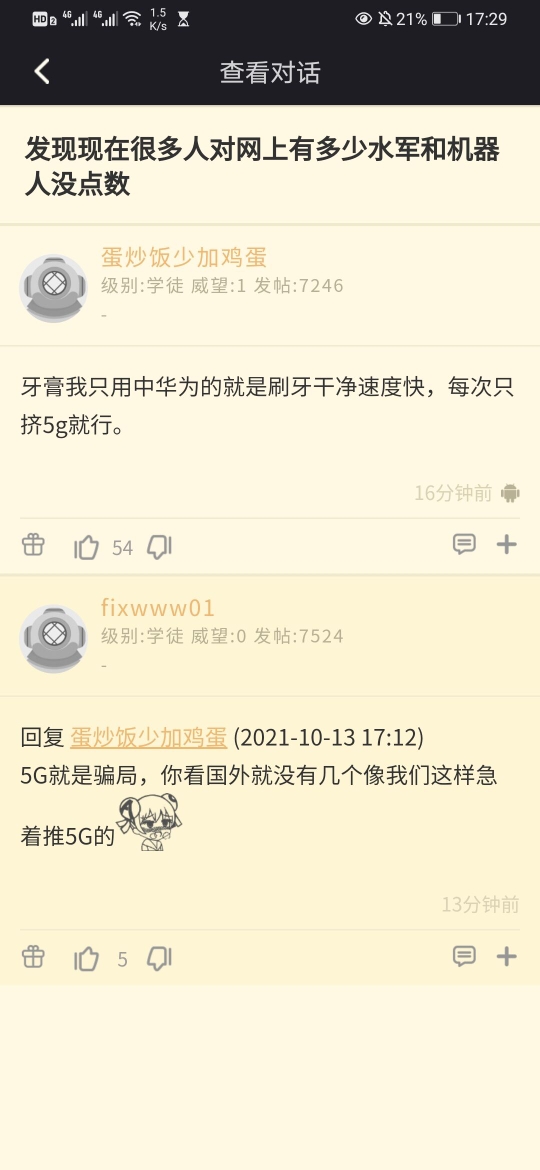 HD 2 4G 4G 1.5 K/s 21% 17:29
查看对话
发现现在很多人对网上有多少水军和机器
人没点数
蛋炒饭少加鸡蛋
级别:学徒 威望:1 发帖:7246
-
牙膏我只用中华为的就是刷牙干净速度快，每次只
挤5g就行。
16分钟前
54
fixwww01
级别:学徒 威望:0 发帖:7524
-
回复 蛋炒饭少加鸡蛋 (2021-10-13 17:12)
5G就是骗局，你看国外就没有几个像我们这样急
着推5G的
13分钟前
5